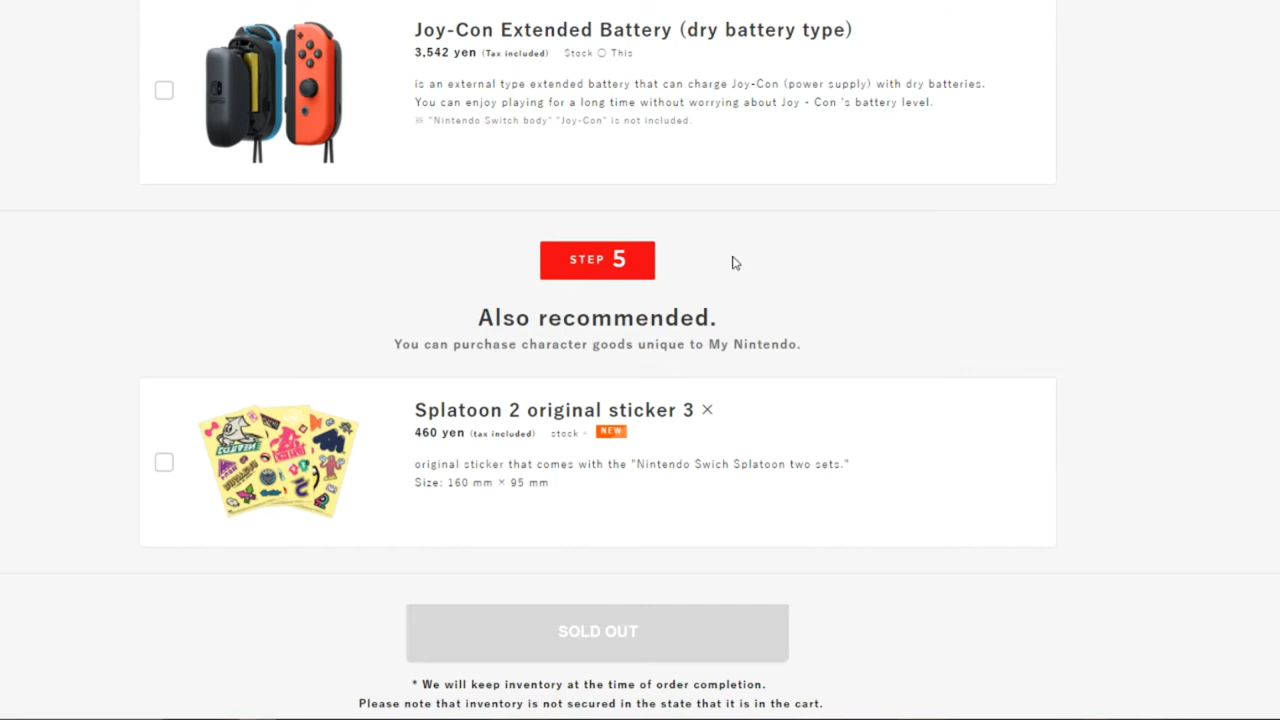 Joy-Con Extended Battery (dry battery type)
3,542 yen (Tax included) Stock ○ This
is an external type extended battery that can charge Joy-Con (power supply) with dry batteries.
You can enjoy playing for a long time without worrying about Joy - Con 's battery level.
※ "Nintendo Switch body" "Joy-Con" is not included.
STEP 5
Also recommended.
You can purchase character goods unique to My Nintendo.
Splatoon 2 original sticker 3 ×
460 yen (tax included) stock ÷ NEW
original sticker that comes with the "Nintendo Swich Splatoon two sets."
Size: 160 mm × 95 mm
SOLD OUT
* We will keep inventory at the time of order completion.
Please note that inventory is not secured in the state that it is in the cart.